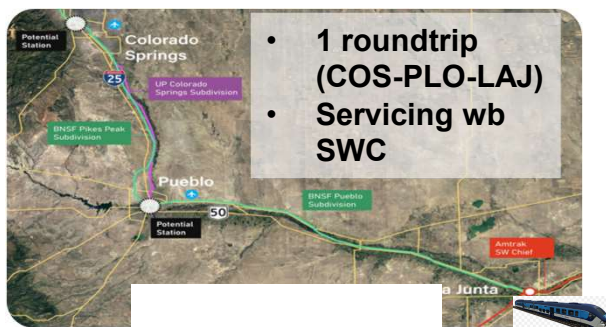 Potential
Station
Colorado
Springs
25
UP Colorado
Springs Subdivision
BNSF Pikes Peak
Subdivision
Pueblo
50
Potential
Station
BNSF Pueblo
Subdivision
Amtrak
SW Chief
a Junta
• 1 roundtrip
(COS-PLO-LAJ)
• Servicing wb
SWC